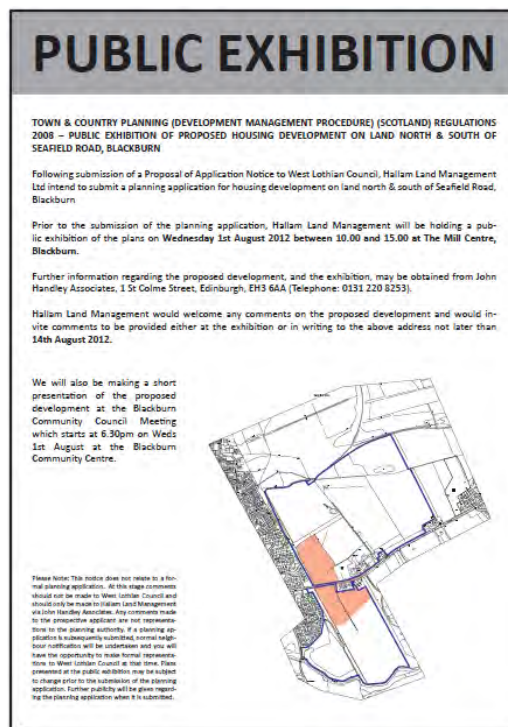 PUBLIC EXHIBITION
TOWN & COUNTRY PLANNING (DEVELOPMENT MANAGEMENT PROCEDURE) (SCOTLAND) REGULATIONS
2008 – PUBLIC EXHIBITION OF PROPOSED HOUSING DEVELOPMENT ON LAND NORTH & SOUTH OF
SEAFIELD ROAD, BLACKBURN
Following submission of a Proposal of Application Notice to West Lothian Council, Hallam Land Management
Ltd intend to submit a planning application for housing development on land north & south of Seafield Road,
Blackburn
Prior to the submission of the planning application, Hallam Land Management will be holding a pub-
lic exhibition of the plans on Wednesday 1st August 2012 between 10.00 and 15.00 at The Mill Centre,
Blackburn.
Further information regarding the proposed development, and the exhibition, may be obtained from John
Handley Associates, 1 St Colme Street, Edinburgh, EH3 6AA (Telephone: 0131 220 8253).
Hallam Land Management would welcome any comments on the proposed development and would in-
vite comments to be provided either at the exhibition or in writing to the above address not later than
14th August 2012.
We will also be making a short
presentation of the proposed
development at the Blackburn
Community Council Meeting
which starts at 6.30pm on Weds
1st August at the Blackburn
Community Centre.
Please Note: This notice does not relate to a for-
mal planning application. At this stage comments
should not be made to West Lothian Council and
should only be made to Hallam Land Management
via John Handley Associates. Any comments made
to the prospective applicant are not representa-
tions to the planning authority. If a planning ap-
plication is subsequently submitted, normal neigh-
bour notification will be undertaken and you will
have the opportunity to make formal representa-
tions to West Lothian Council at that time. Plans
presented at the public exhibition may be subject
to change prior to the submission of the planning
application. Further publicity will be given regard-
ing the planning application when it is submitted.